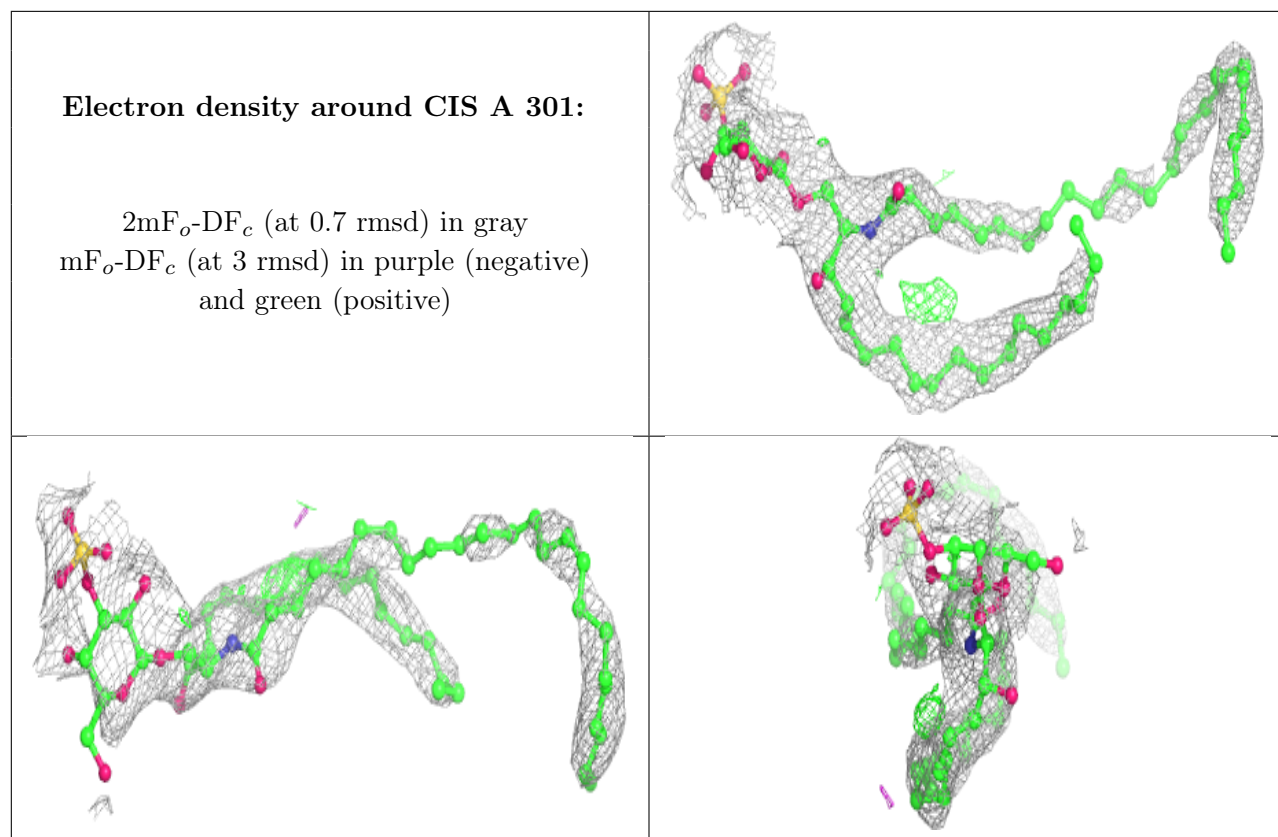 Electron density around CIS A 301:
2mFo-DFc (at 0.7 rmsd) in gray
mFo-DFc (at 3 rmsd) in purple (negative)
and green (positive)